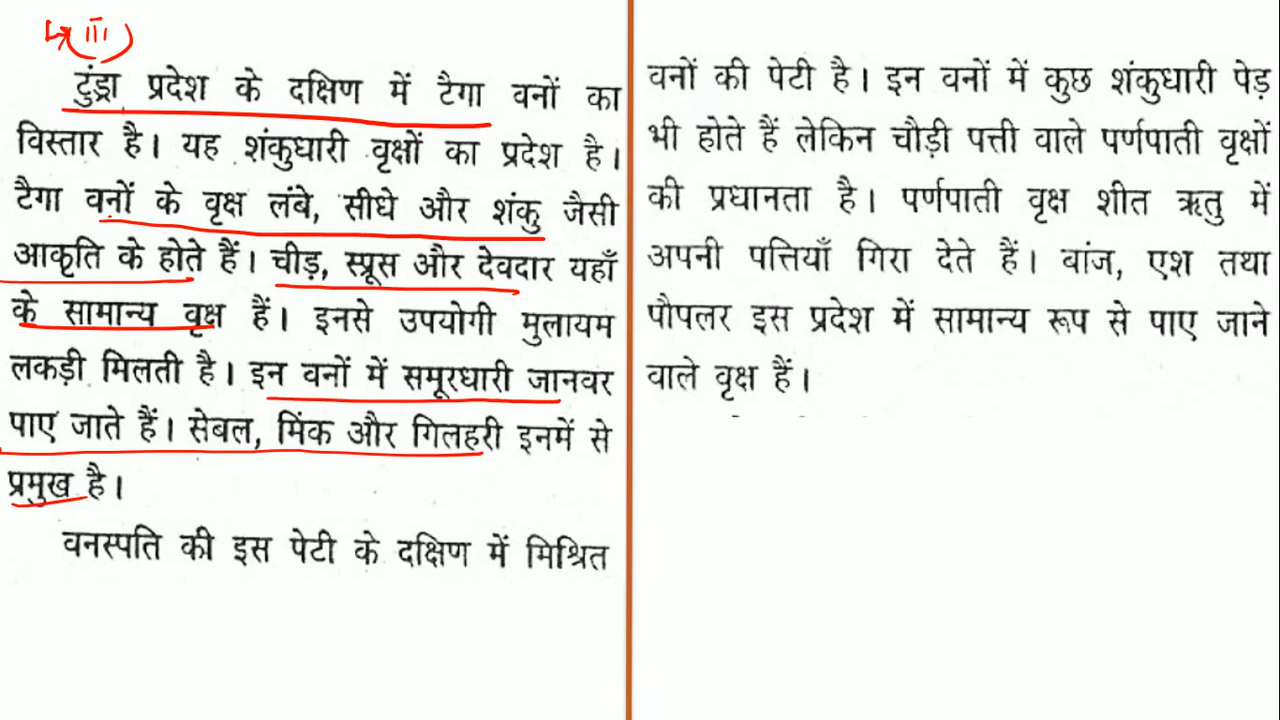 (iii)
टुंड्रा प्रदेश के दक्षिण में टैगा वनों का
विस्तार है। यह शंकुधारी वृक्षों का प्रदेश है।
टैगा वनों के वृक्ष लंबे, सीधे और शंकु जैसी
आकृति के होते हैं। चीड़, स्प्रूस और देवदार यहाँ
के सामान्य वृक्ष हैं। इनसे उपयोगी मुलायम
लकड़ी मिलती है। इन वनों में समूरधारी जानवर
पाए जाते हैं। सेबल, मिंक और गिलहरी इनमें से
प्रमुख है।
वनस्पति की इस पेटी के दक्षिण में मिश्रित
वनों की पेटी है। इन वनों में कुछ शंकुधारी पेड़
भी होते हैं लेकिन चौड़ी पत्ती वाले पर्णपाती वृक्षों
की प्रधानता है। पर्णपाती वृक्ष शीत ऋतु में
अपनी पत्तियाँ गिरा देते हैं। बांज, एश तथा
पौपलर इस प्रदेश में सामान्य रूप से पाए जाने
वाले वृक्ष हैं।